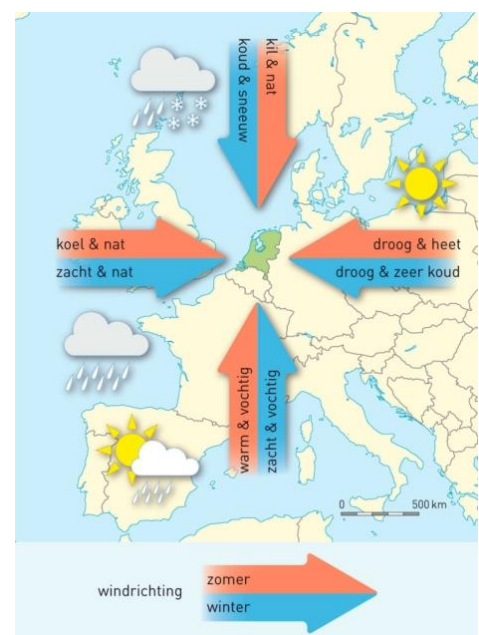 koud & sneeuw
kil & nat
koel & nat
zacht & nat
droog & heet
droog & zeer koud
warm & vochtig
zacht & vochtig
0 500 km
windrichting
zomer
winter